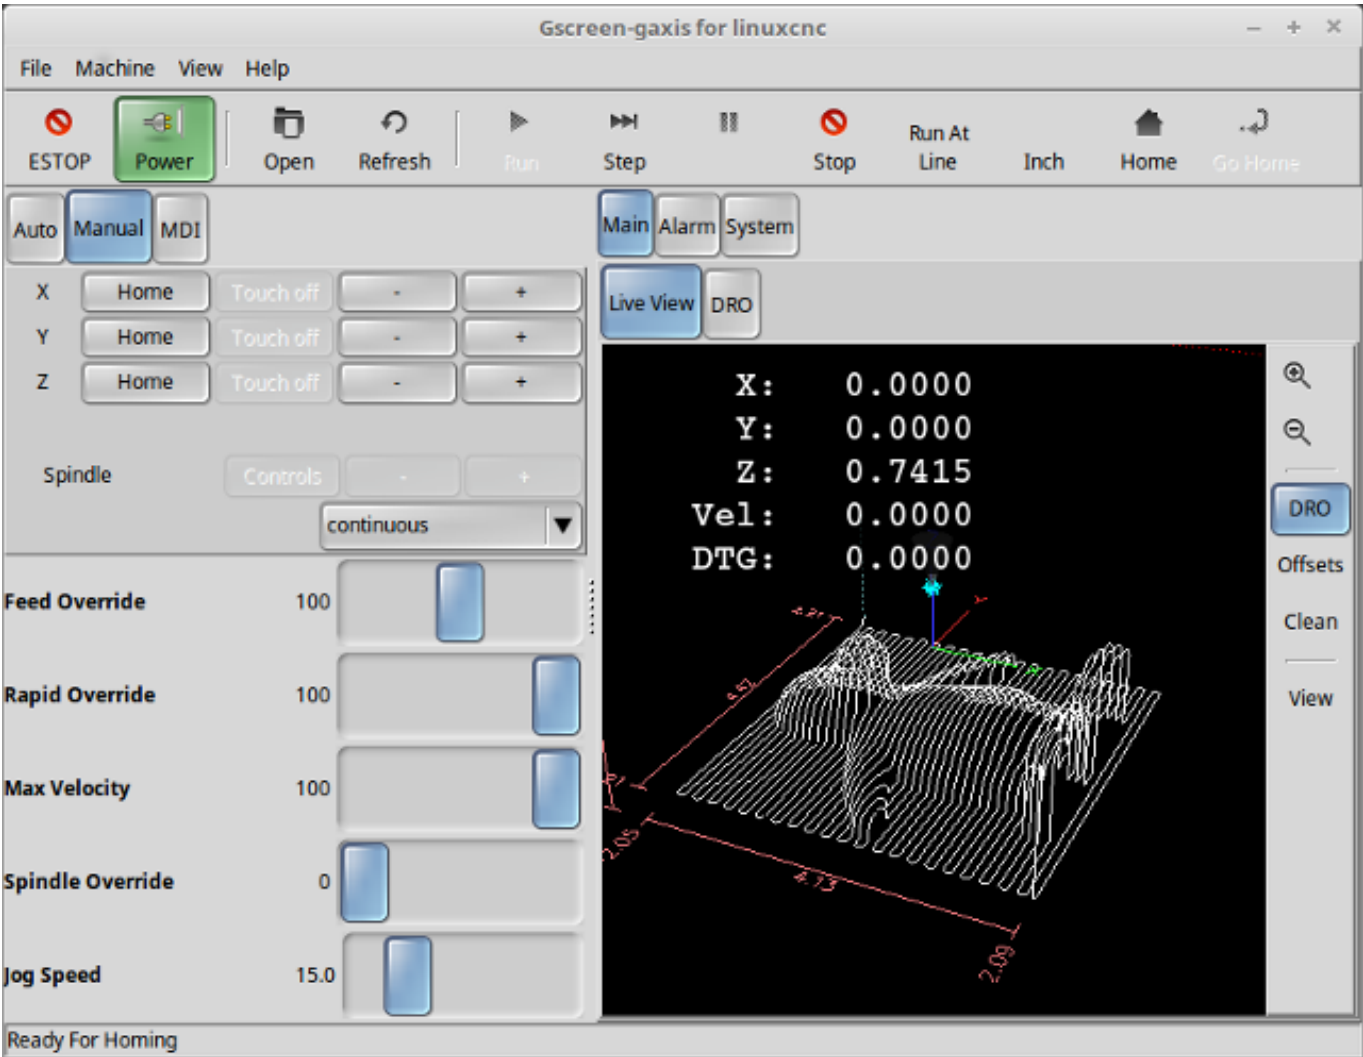 Gscreen-gaxis for linuxcnc
File Machine View Help
ESTOP Power Open Refresh Run Step Stop Run At Line Inch Home Go Home
Auto Manual MDI
Main Alarm System
X Home Touch off - +
Y Home Touch off - +
Z Home Touch off - +
Spindle Controls - +
continuous
Feed Override 100
Rapid Override 100
Max Velocity 100
Spindle Override 0
Jog Speed 15.0
Live View DRO
X: 0.0000
Y: 0.0000
Z: 0.7415
Vel: 0.0000
DTG: 0.0000
2.05
4.13
2.09
DRO
Offsets
Clean
View
Ready For Homing